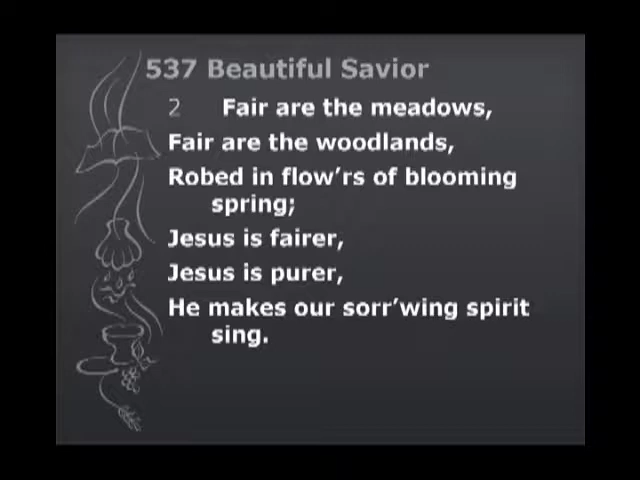 537 Beautiful Savior
2 Fair are the meadows,
Fair are the woodlands,
Robed in flow’rs of blooming
spring;
Jesus is fairer,
Jesus is purer,
He makes our sorr’wing spirit
sing.